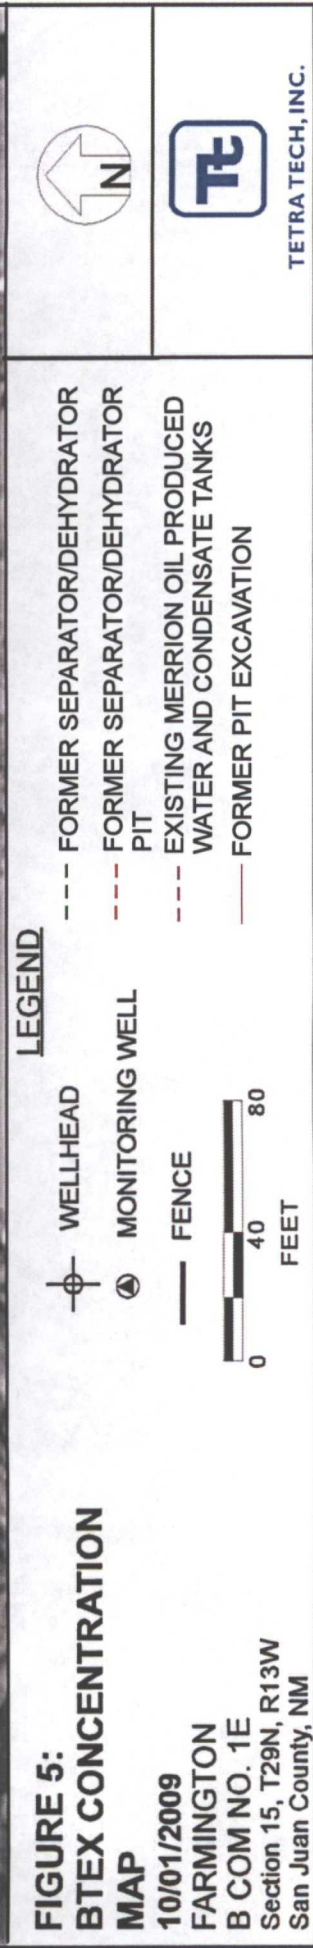 FIGURE 5:
BTEX CONCENTRATION
MAP
10/01/2009
FARMINGTON
B COM NO. 1E
Section 15, T29N, R13W
San Juan County, NM
LEGEND
WELLHEAD
MONITORING WELL
FENCE
0 40 80
FEET
FORMER SEPARATOR/DEHYDRATOR
FORMER SEPARATOR/DEHYDRATOR
PIT
EXISTING MERRION OIL PRODUCED
WATER AND CONDENSATE TANKS
FORMER PIT EXCAVATION
N
Tt
TETRA TECH, INC.